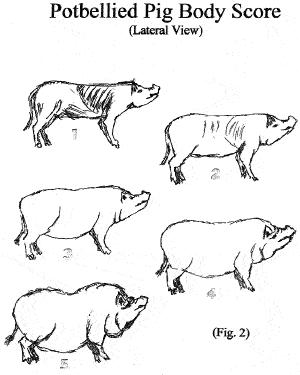 Potbellied Pig Body Score
(Lateral View)
1
2
3
4
5
(Fig. 2)